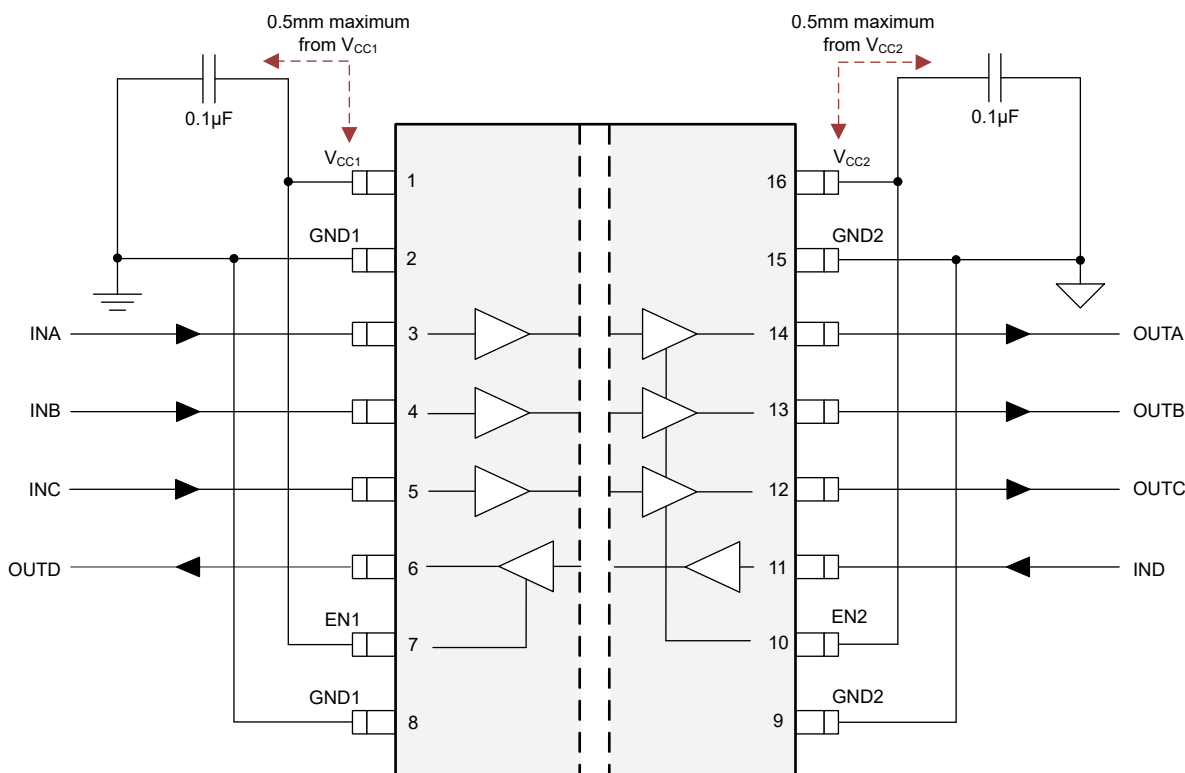 0.5mm maximum
from VCC1
0.5mm maximum
from VCC2
0.1µF
0.1µF
VCC1
1
16
VCC2
GND1
2
15
GND2
INA
3
14
OUTA
INB
4
13
OUTB
INC
5
12
OUTC
OUTD
6
11
IND
EN1
7
10
EN2
GND1
8
9
GND2